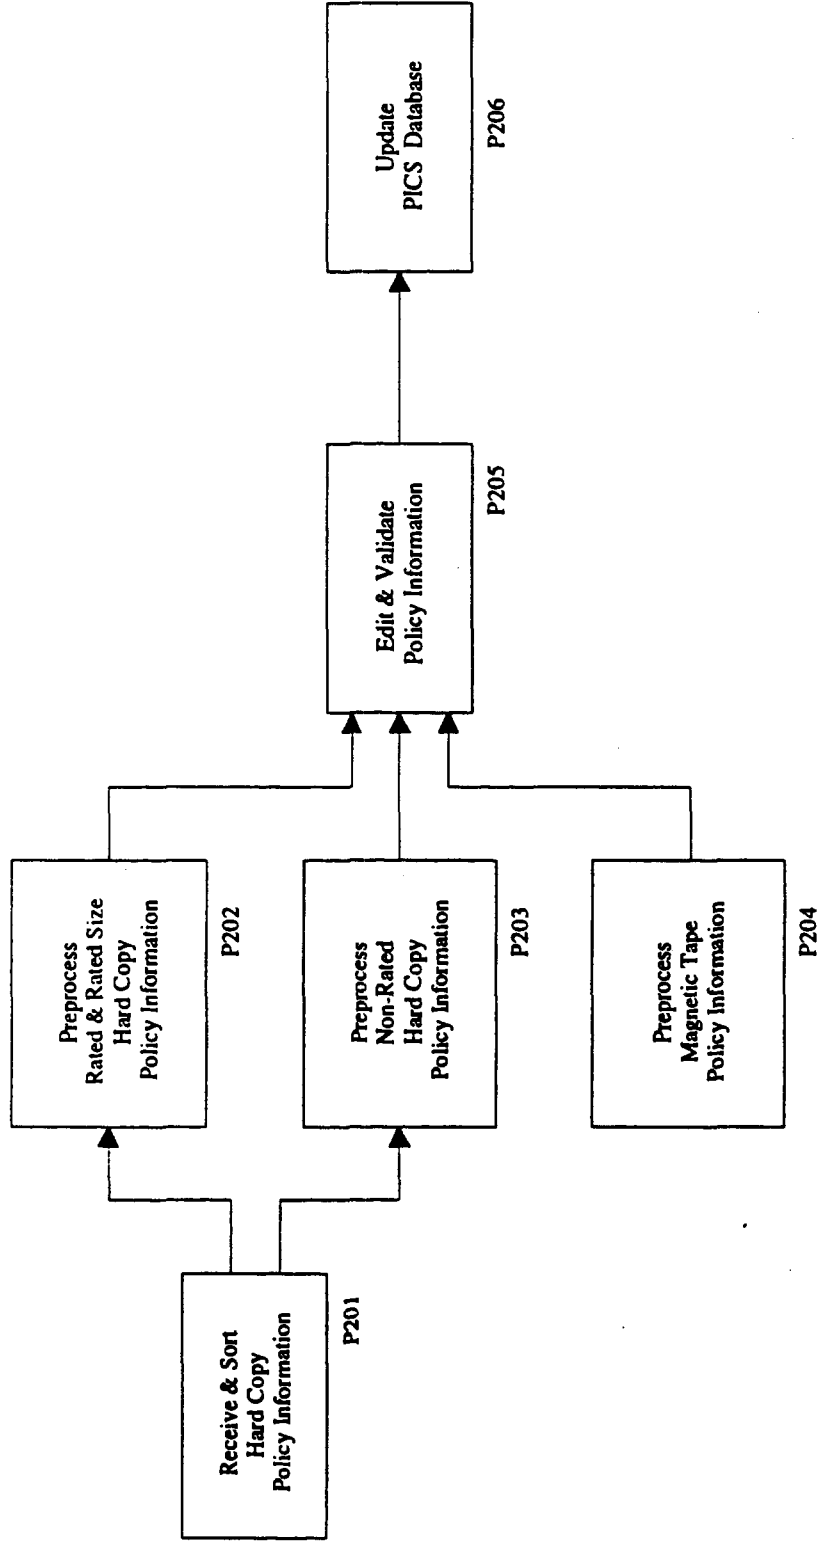 Receive & Sort
Hard Copy
Policy Information
P201
Preprocess
Rated & Rated Size
Hard Copy
Policy Information
P202
Preprocess
Non-Rated
Hard Copy
Policy Information
P203
Preprocess
Magnetic Tape
Policy Information
P204
Edit & Validate
Policy Information
P205
Update
PICS Database
P206